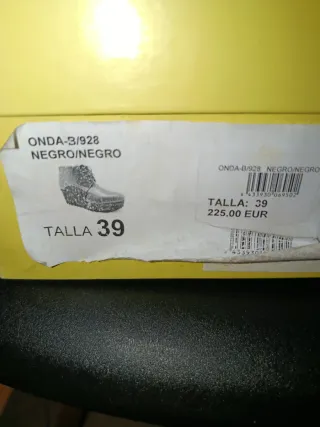 ONDA-B/928
NEGRO/NEGRO
TALLA 39
ONDA-B/928 NEGRO/NEGRO
TALLA: 39
225.00 EUR